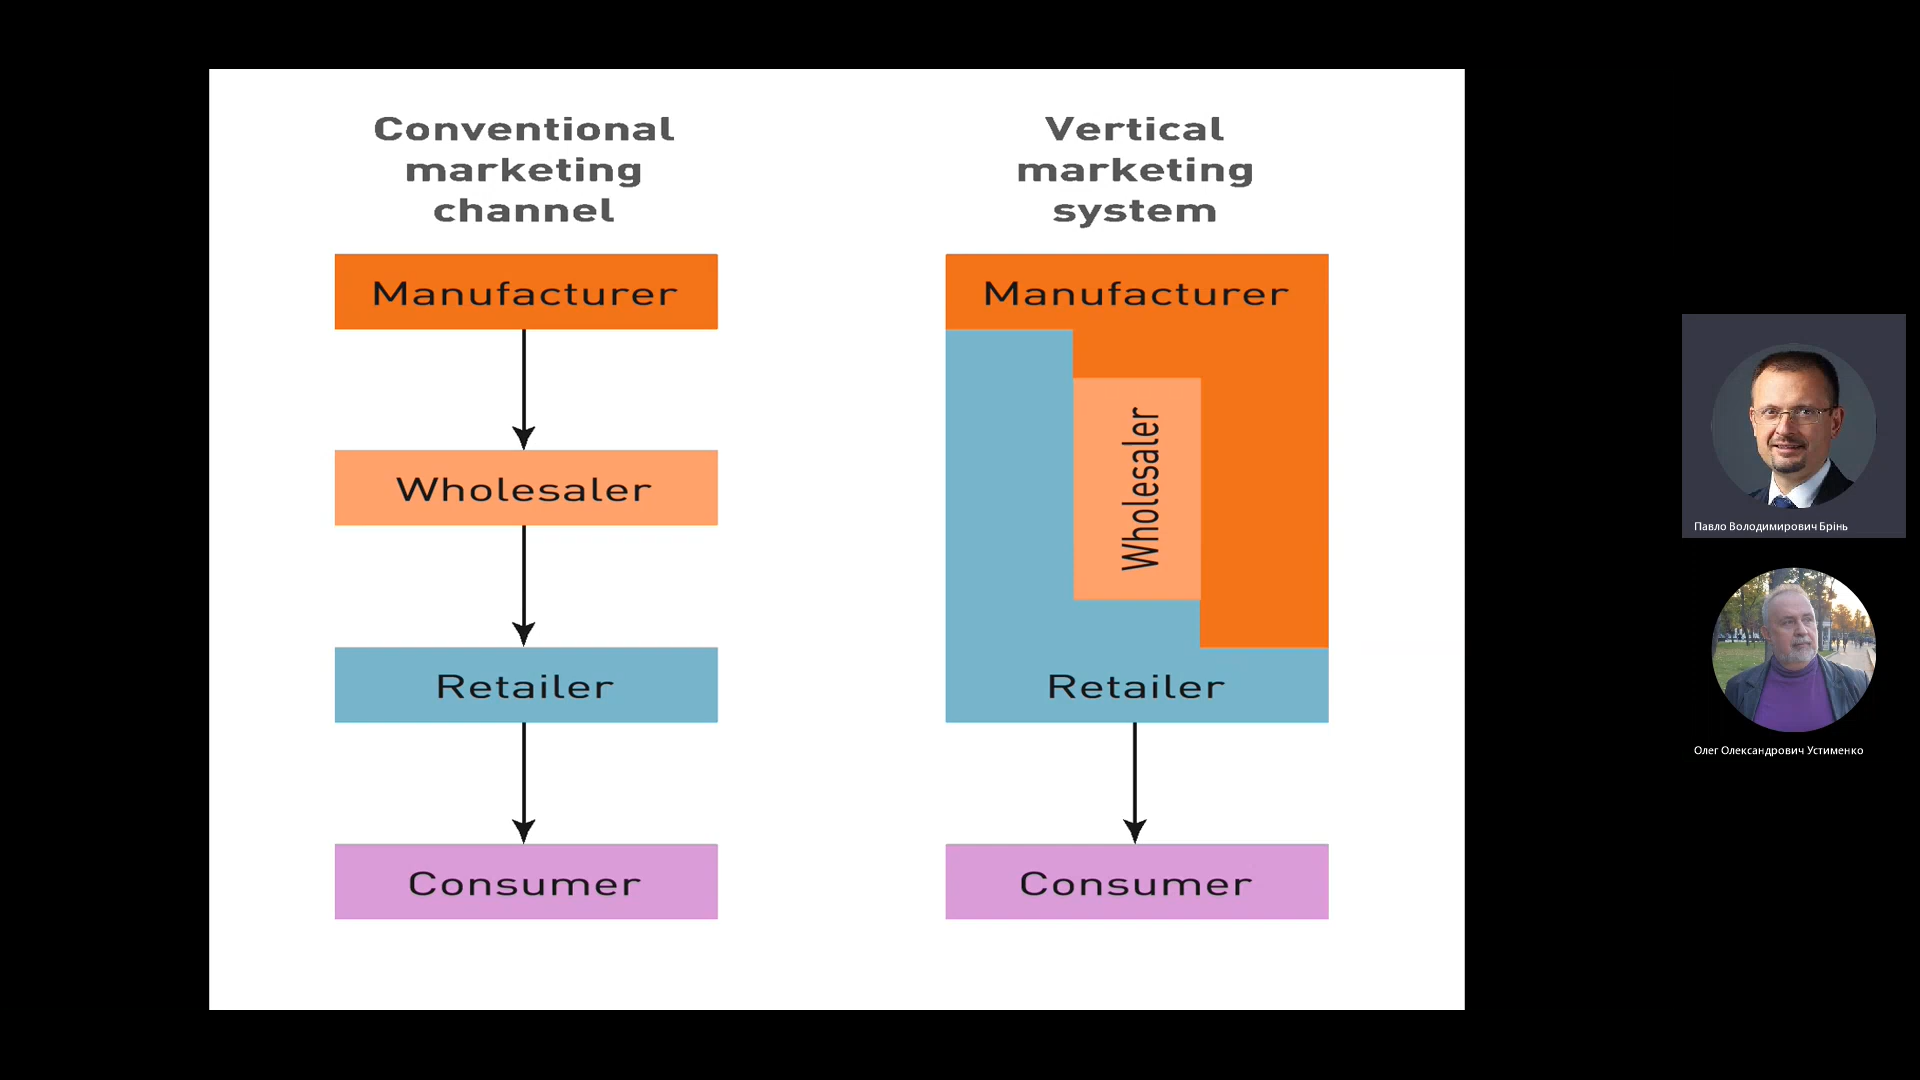 Conventional
marketing
channel
Manufacturer
Wholesaler
Retailer
Consumer
Vertical
marketing
system
Manufacturer
Wholesaler
Retailer
Consumer
Павло Володимирович Брінь
Олег Олександрович Устименко